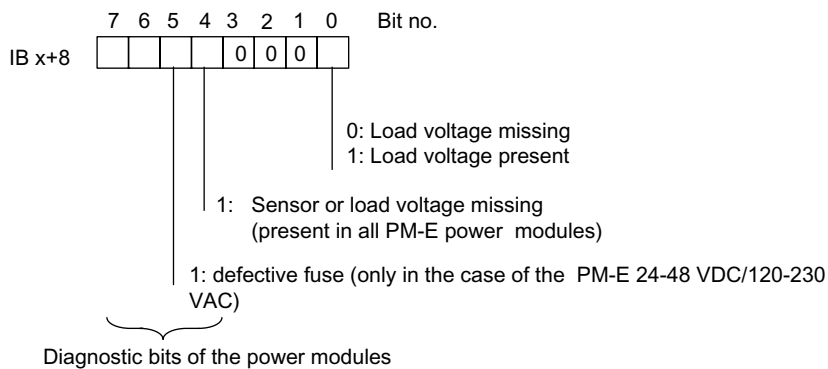 7 6 5 4 3 2 1 0 Bit no.
IB x+8 0 0 0
0: Load voltage missing
1: Load voltage present
1: Sensor or load voltage missing
(present in all PM-E power modules)
1: defective fuse (only in the case of the PM-E 24-48 VDC/120-230
VAC)
Diagnostic bits of the power modules